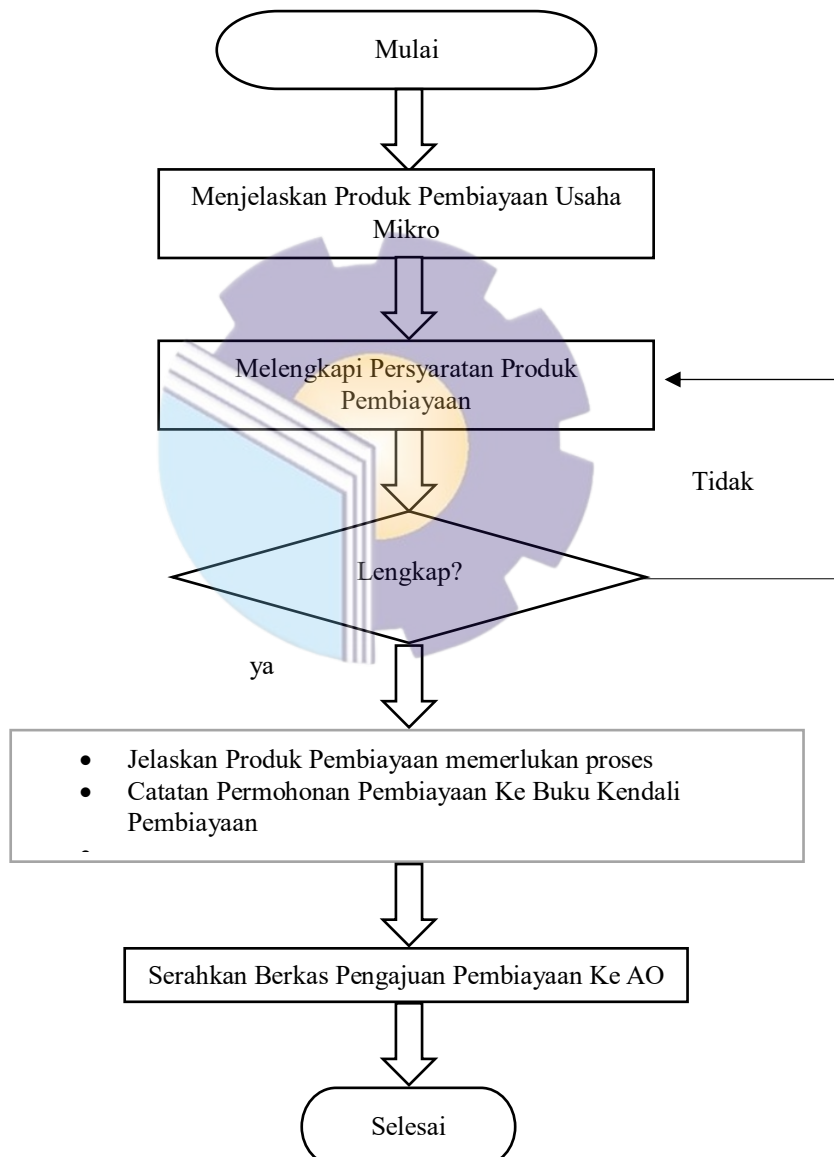 Mulai
Menjelaskan Produk Pembiayaan Usaha
Mikro
Melengkapi Persyaratan Produk
Pembiayaan
Tidak
Lengkap?
ya
• Jelaskan Produk Pembiayaan memerlukan proses
• Catatan Permohonan Pembiayaan Ke Buku Kendali
Pembiayaan
Serahkan Berkas Pengajuan Pembiayaan Ke AO
Selesai